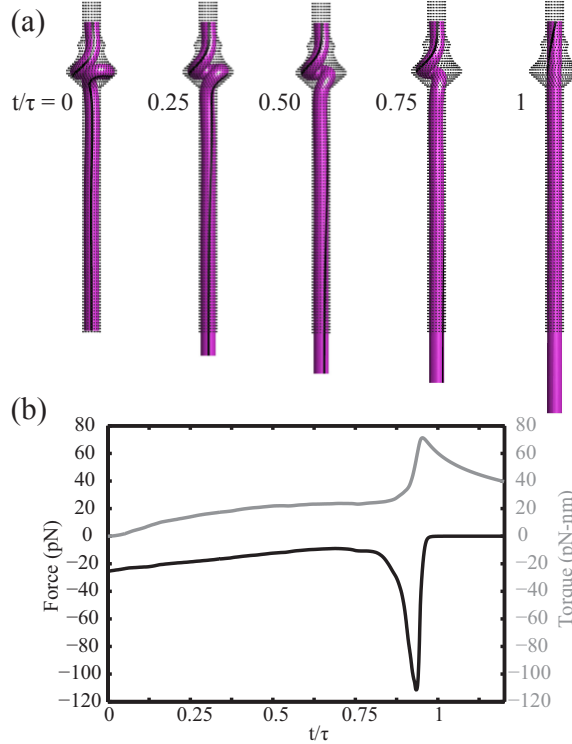 (a)
t/τ = 0 0.25 0.50 0.75 1
(b)
80 80
60 60
40 40
20 20
0 0
−20 −20
−40 −40
−60 −60
−80 −80
−100 −100
−120 −120
Force (pN)
Torque (pN-nm)
0 0.25 0.5 0.75 1
t/τ